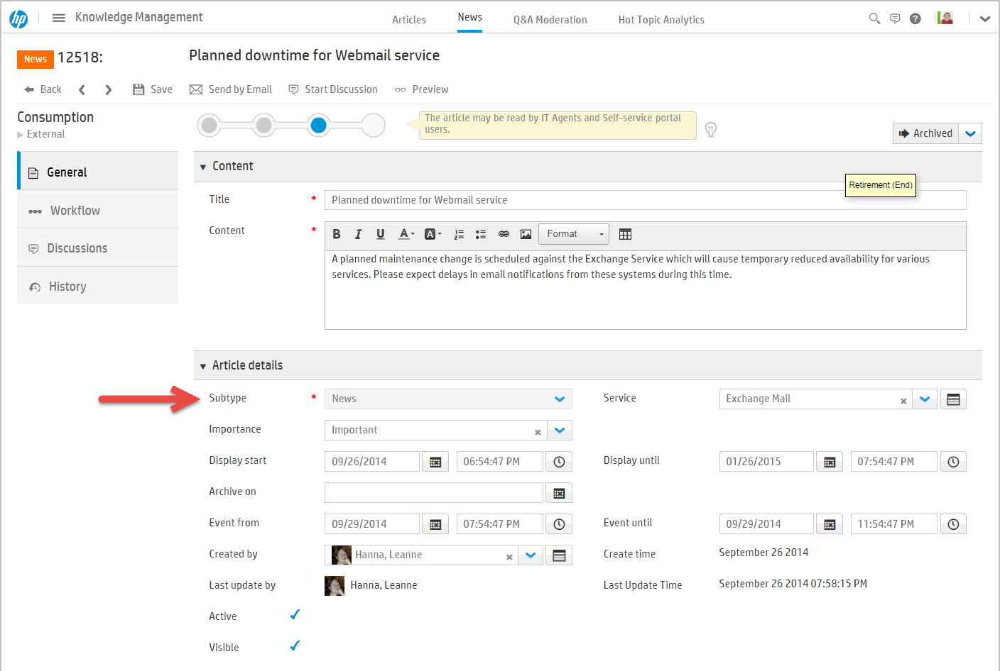 hp Knowledge Management Articles News Q&A Moderation Hot Topic Analytics ?
News 12518: Planned downtime for Webmail service
Back Save Send by Email Start Discussion Preview
Consumption
External
The article may be read by IT Agents and Self-service portal
users.
Archived
General
Workflow
Discussions
History
Content
Retirement (End)
Title * Planned downtime for Webmail service
Content * B I U A A Format
A planned maintenance change is scheduled against the Exchange Service which will cause temporary reduced availability for various
services. Please expect delays in email notifications from these systems during this time.
Article details
Subtype * News Service Exchange Mail
Importance Important
Display start 09/26/2014 06:54:47 PM Display until 01/26/2015 07:54:47 PM
Archive on
Event from 09/29/2014 07:54:47 PM Event until 09/29/2014 11:54:47 PM
Created by Hanna, Leanne Create time September 26 2014
Last update by Hanna, Leanne Last Update Time September 26 2014 07:58:15 PM
Active
Visible